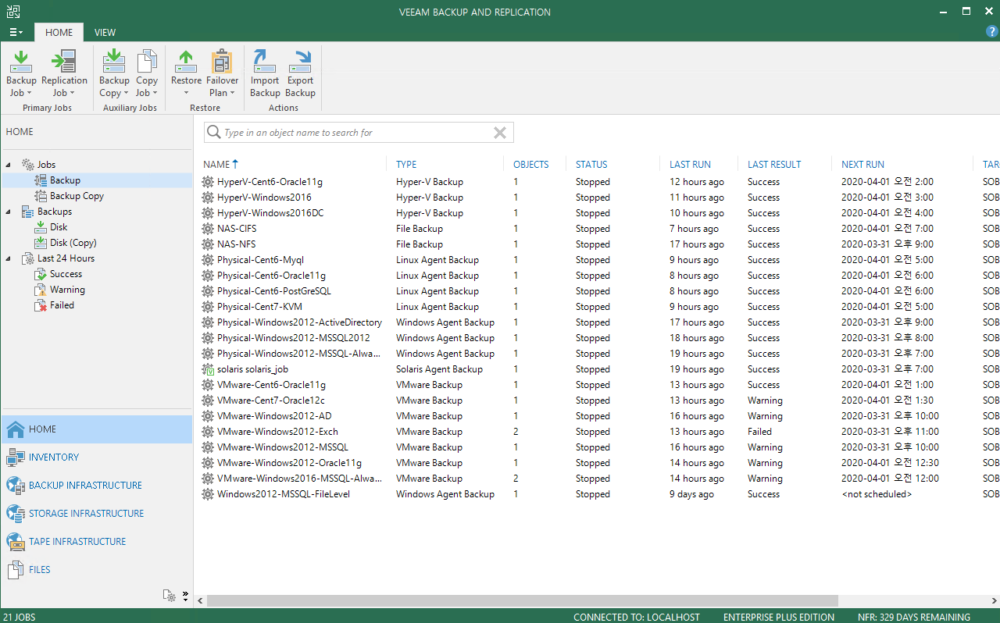 VEEAM BACKUP AND REPLICATION
HOME VIEW
Backup Job Replication Job Backup Copy Copy Job Restore Failover Plan Import Backup Export Backup
Primary Jobs Auxiliary Jobs Restore Actions
HOME
Type in an object name to search for
Jobs
Backup
Backup Copy
Backups
Disk
Disk (Copy)
Last 24 Hours
Success
Warning
Failed
HOME
INVENTORY
BACKUP INFRASTRUCTURE
STORAGE INFRASTRUCTURE
TAPE INFRASTRUCTURE
FILES
NAME TYPE OBJECTS STATUS LAST RUN LAST RESULT NEXT RUN TAR
HyperV-Cent6-Oracle11g Hyper-V Backup 1 Stopped 12 hours ago Success 2020-04-01 오전 2:00 SOB
HyperV-Windows2016 Hyper-V Backup 1 Stopped 11 hours ago Success 2020-04-01 오전 3:00 SOB
HyperV-Windows2016DC Hyper-V Backup 1 Stopped 10 hours ago Success 2020-04-01 오전 4:00 SOB
NAS-CIFS File Backup 1 Stopped 7 hours ago Success 2020-04-01 오전 7:00 SOB
NAS-NFS File Backup 1 Stopped 17 hours ago Success 2020-03-31 오후 9:00 SOB
Physical-Cent6-Myql Linux Agent Backup 1 Stopped 9 hours ago Success 2020-04-01 오전 5:00 SOB
Physical-Cent6-Oracle11g Linux Agent Backup 1 Stopped 8 hours ago Success 2020-04-01 오전 6:00 SOB
Physical-Cent6-PostGreSQL Linux Agent Backup 1 Stopped 8 hours ago Success 2020-04-01 오전 6:00 SOB
Physical-Cent7-KVM Linux Agent Backup 1 Stopped 9 hours ago Success 2020-04-01 오전 5:00 SOB
Physical-Windows2012-ActiveDirectory Windows Agent Backup 1 Stopped 17 hours ago Success 2020-03-31 오후 9:00 SOB
Physical-Windows2012-MSSQL2012 Windows Agent Backup 1 Stopped 18 hours ago Success 2020-03-31 오후 8:00 SOB
Physical-Windows2012-MSSQL-Alwa... Windows Agent Backup 1 Stopped 19 hours ago Success 2020-03-31 오후 7:00 SOB
solaris solaris_job Solaris Agent Backup 1 Stopped 19 hours ago Success 2020-03-31 오후 7:00 SOB
VMware-Cent6-Oracle11g VMware Backup 1 Stopped 13 hours ago Success 2020-04-01 오전 1:00 SOB
VMware-Cent7-Oracle12c VMware Backup 1 Stopped 13 hours ago Warning 2020-04-01 오전 1:30 SOB
VMware-Windows2012-AD VMware Backup 1 Stopped 16 hours ago Warning 2020-03-31 오후 10:00 SOB
VMware-Windows2012-Exch VMware Backup 2 Stopped 13 hours ago Failed 2020-03-31 오후 11:00 SOB
VMware-Windows2012-MSSQL VMware Backup 1 Stopped 16 hours ago Warning 2020-03-31 오후 10:00 SOB
VMware-Windows2012-Oracle11g VMware Backup 1 Stopped 14 hours ago Warning 2020-04-01 오전 12:30 SOB
VMware-Windows2016-MSSQL-Alwa... VMware Backup 2 Stopped 14 hours ago Warning 2020-04-01 오전 12:00 SOB
Windows2012-MSSQL-FileLevel Windows Agent Backup 1 Stopped 9 days ago Success <not scheduled> SOB
21 JOBS CONNECTED TO: LOCALHOST ENTERPRISE PLUS EDITION NFR: 329 DAYS REMAINING